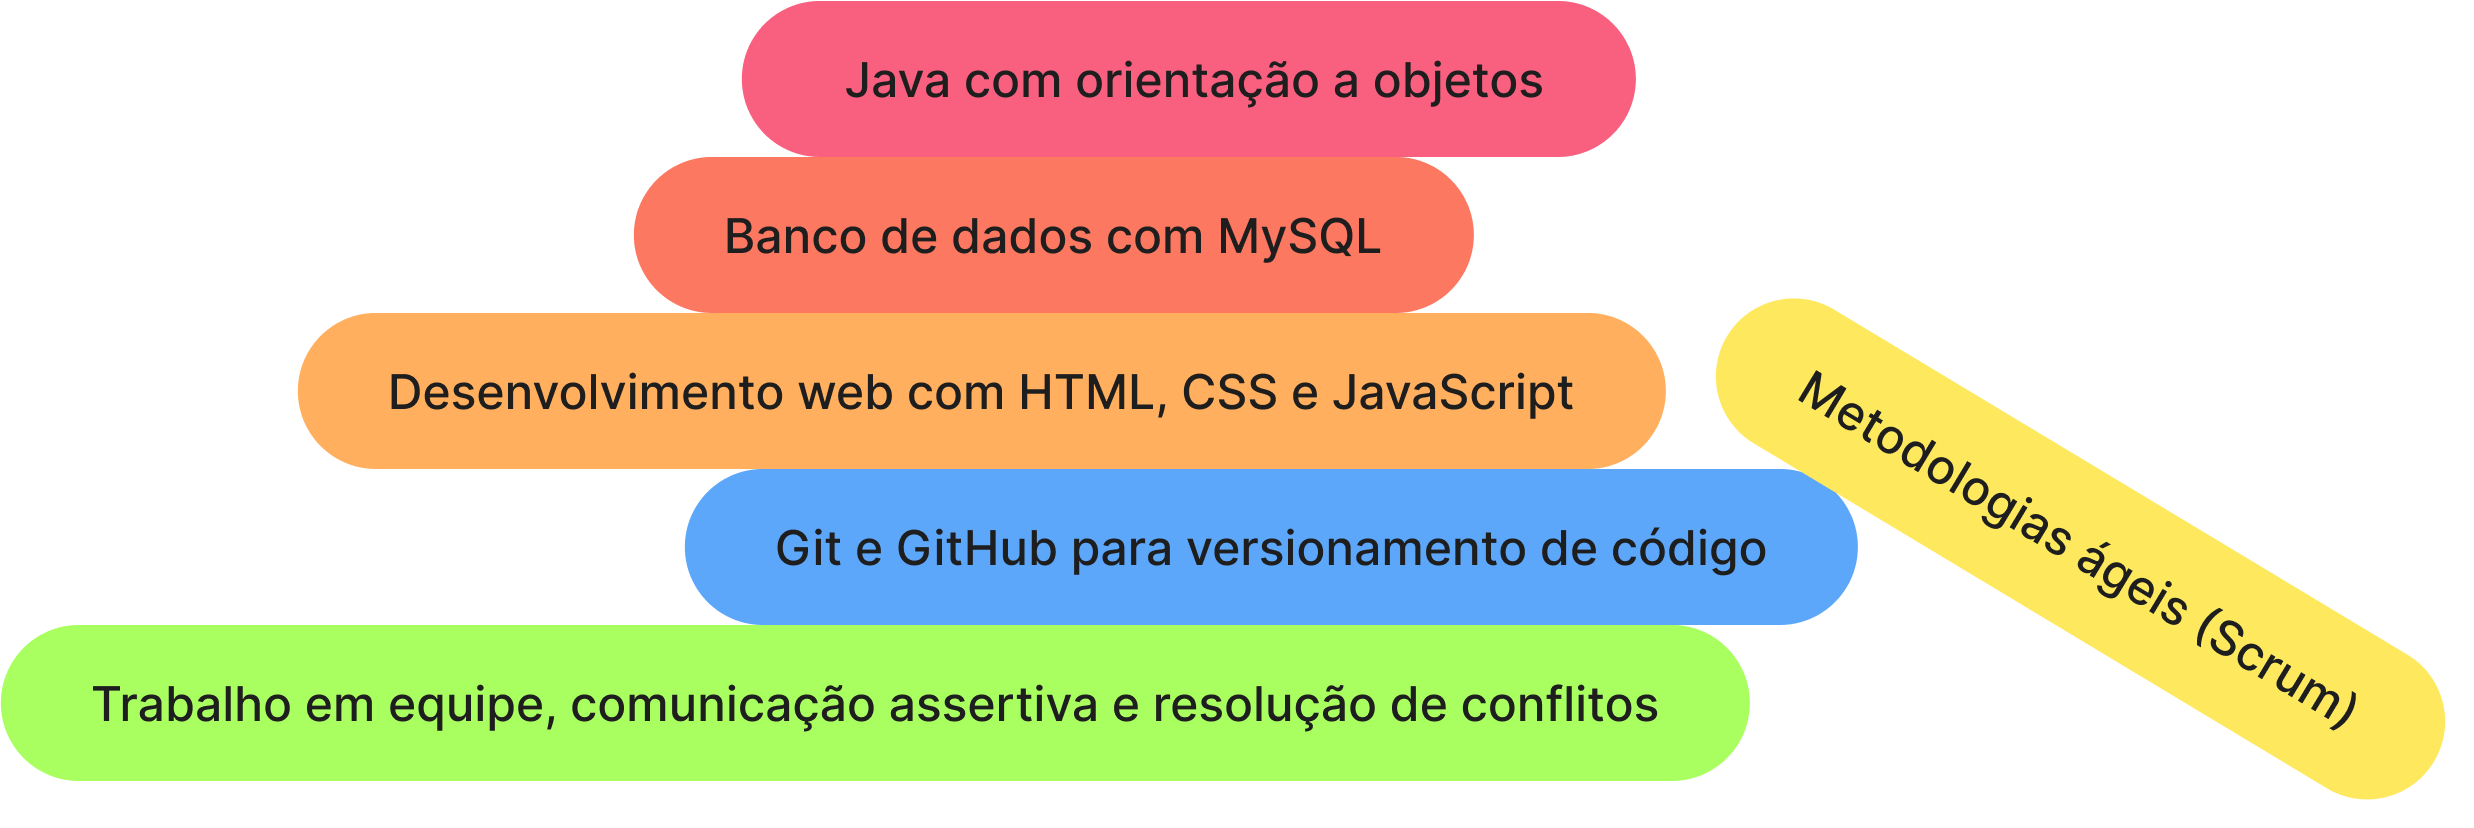 Java com orientação a objetos
Banco de dados com MySQL
Desenvolvimento web com HTML, CSS e JavaScript
Git e GitHub para versionamento de código
Metodologias ágeis (Scrum)
Trabalho em equipe, comunicação assertiva e resolução de conflitos